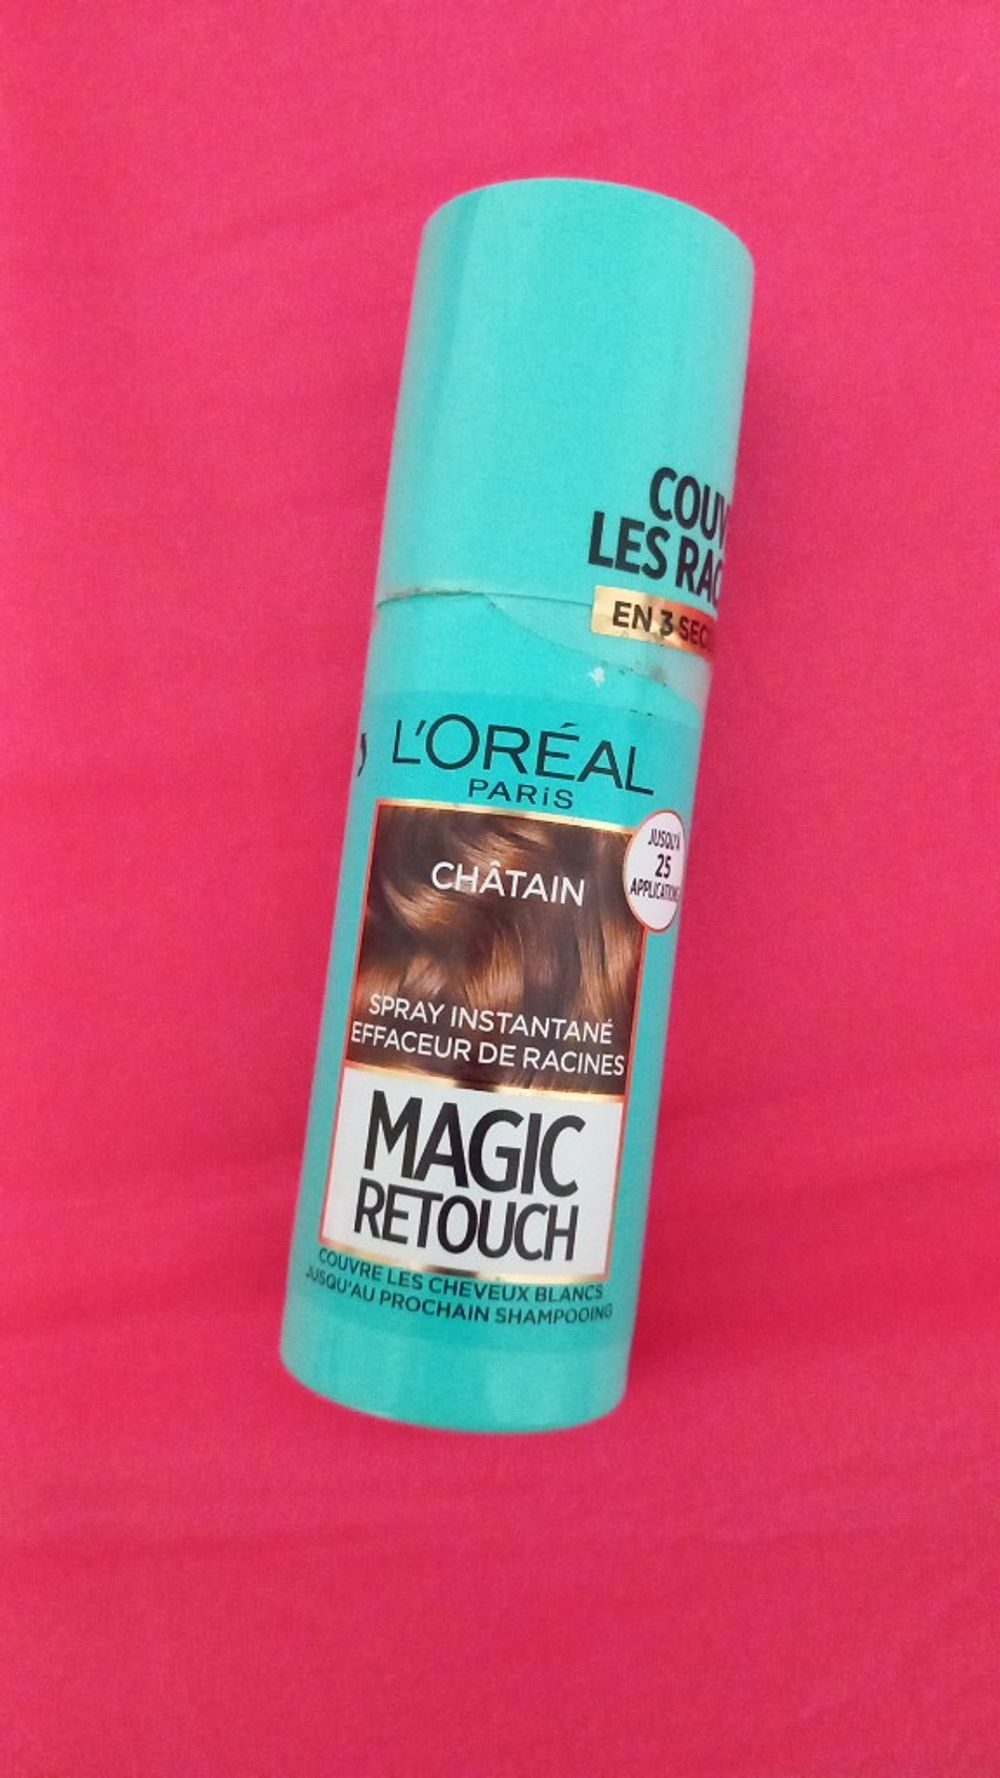 COUV
LES RAC
EN 3 SEC
L'ORÉAL
PARiS
CHÂTAIN
JUSQU'À
25
APPLICATIONS
SPRAY INSTANTANÉ
EFFACEUR DE RACINES
MAGIC
RETOUCH
COUVRE LES CHEVEUX BLANCS
JUSQU'AU PROCHAIN SHAMPOOING